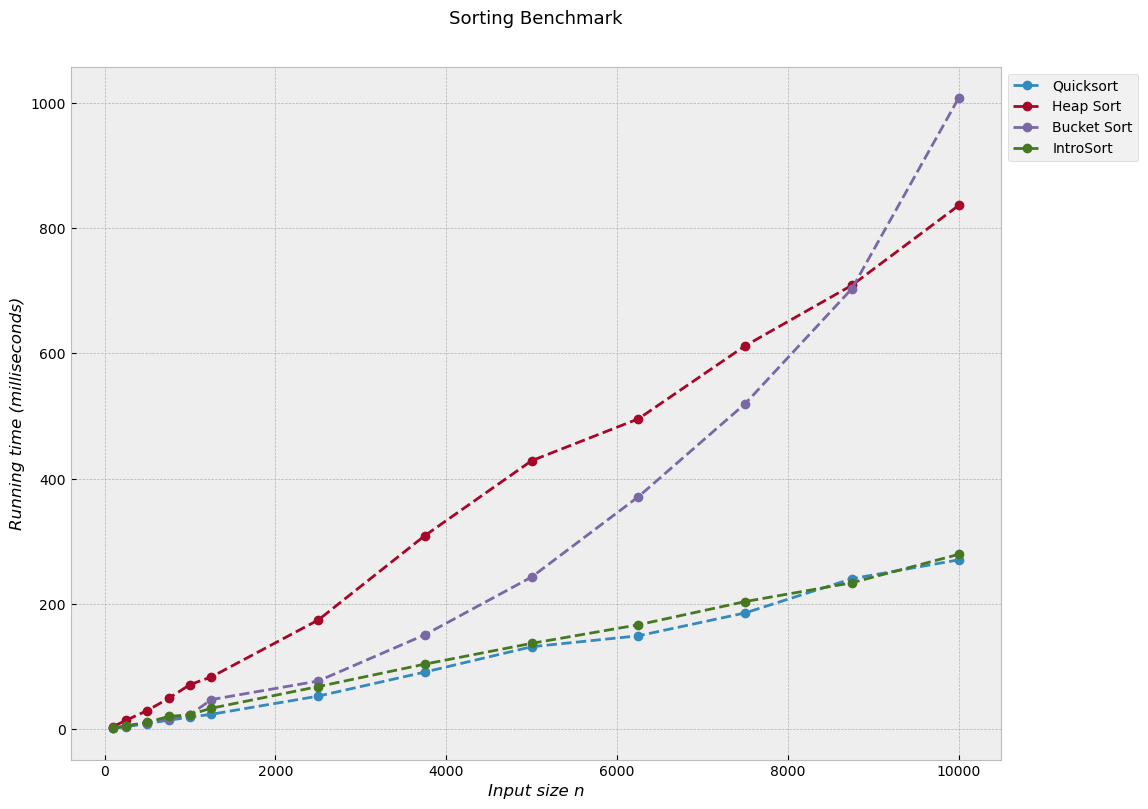 Sorting Benchmark
Quicksort
Heap Sort
Bucket Sort
IntroSort
1000
800
600
400
200
0
Running time (milliseconds)
0 2000 4000 6000 8000 10000
Input size n